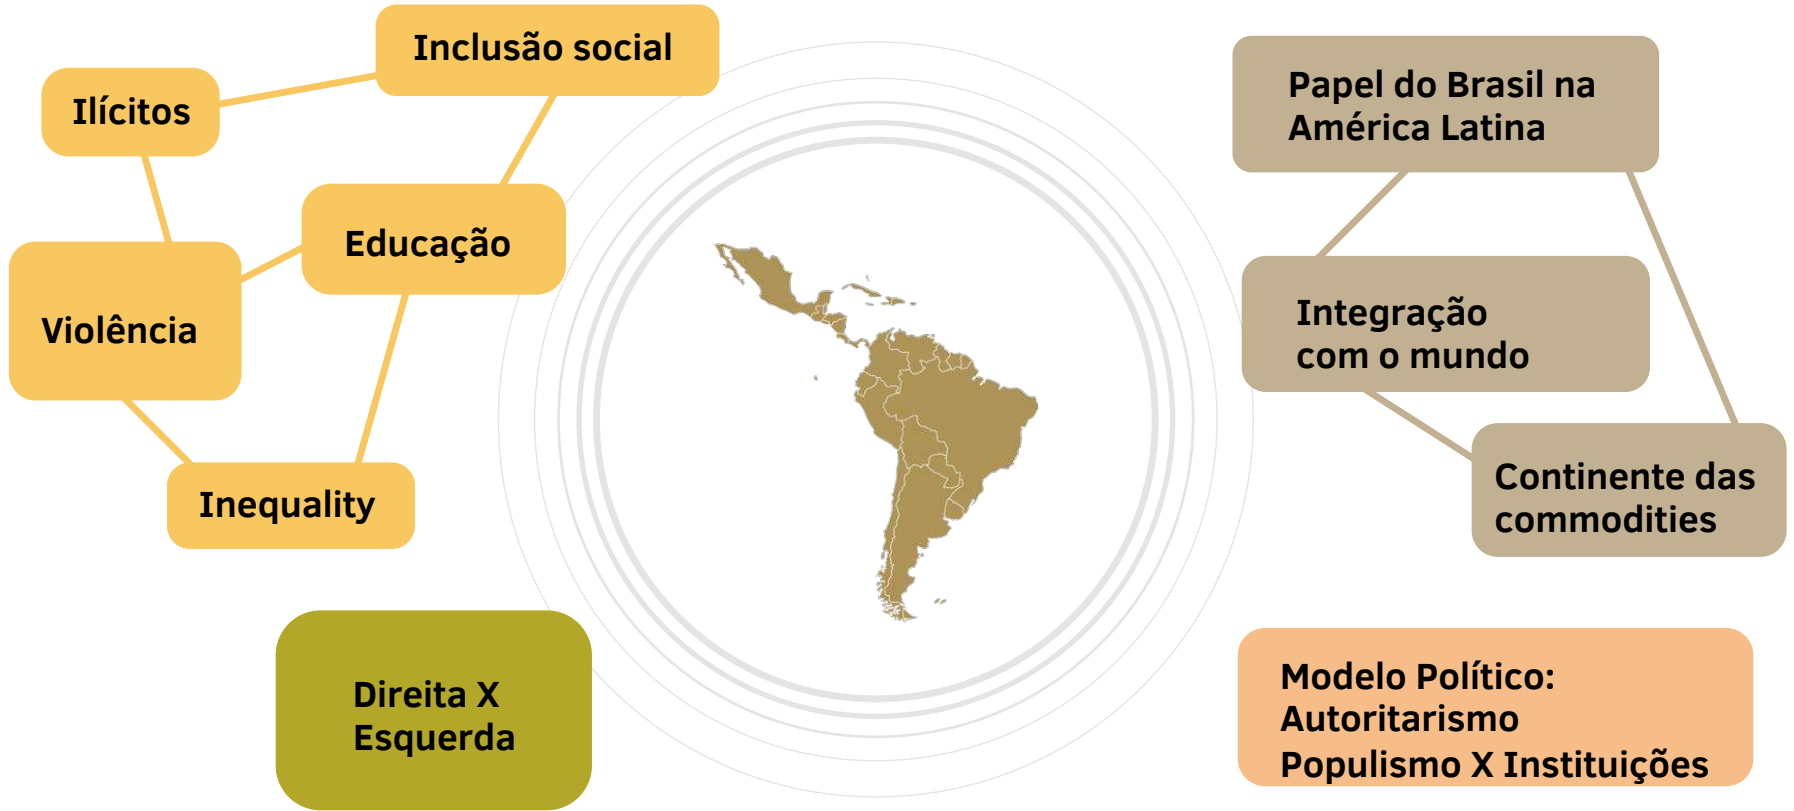 Inclusão social
Ilícitos
Educação
Violência
Inequality
Direita X
Esquerda
Papel do Brasil na
América Latina
Integração
com o mundo
Continente das
commodities
Modelo Político:
Autoritarismo
Populismo X Instituições